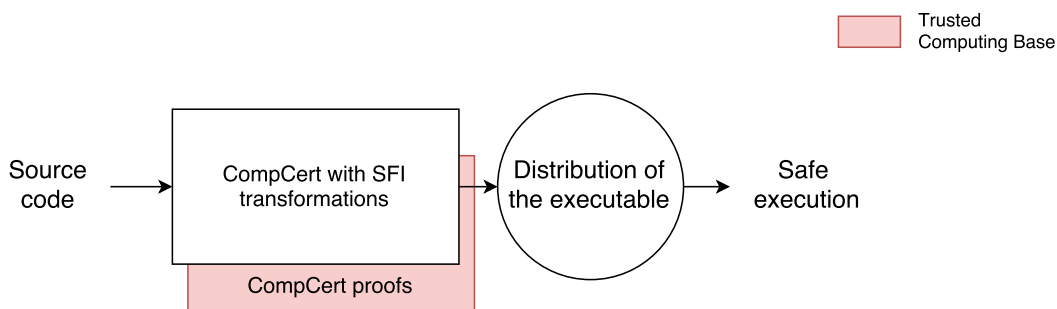 Trusted
Computing Base
Source
code
CompCert with SFI
transformations
CompCert proofs
Distribution of
the executable
Safe
execution